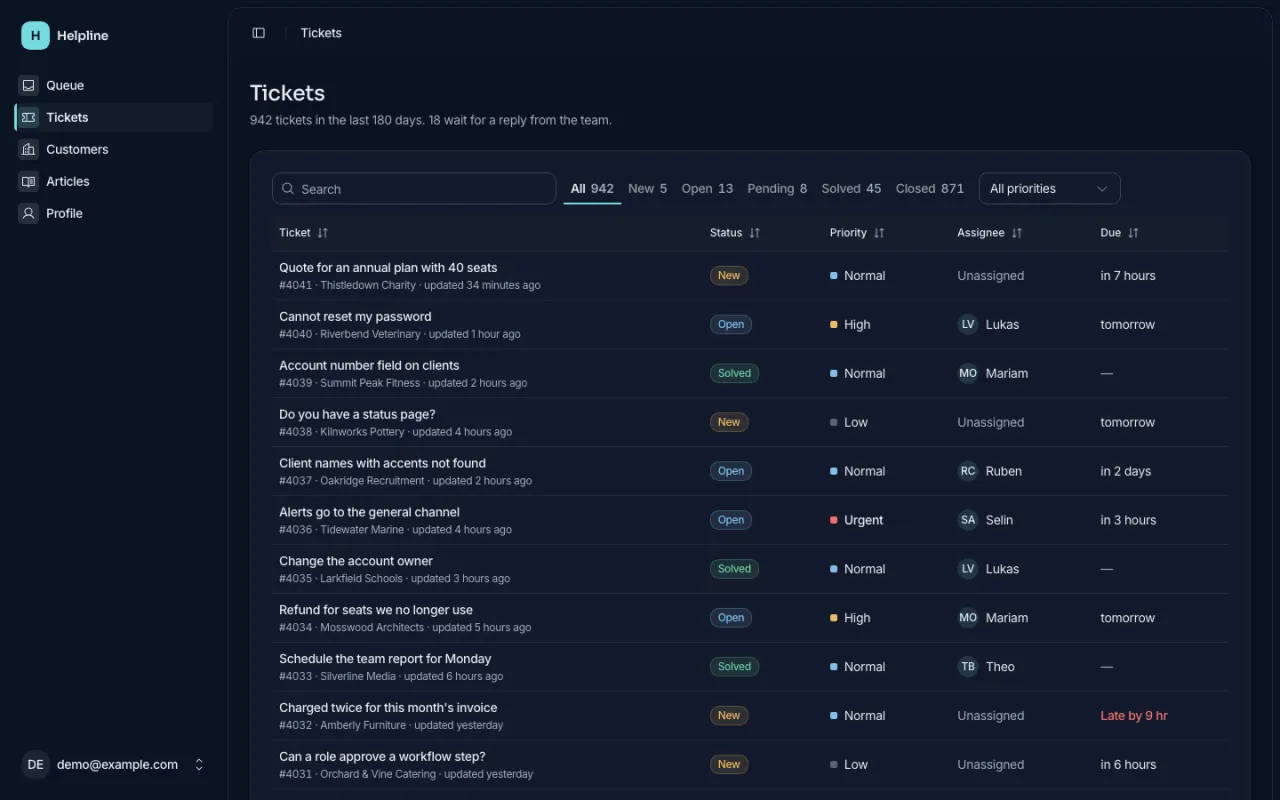 H Helpline
Tickets
Queue
Tickets
Customers
Articles
Profile
Tickets
942 tickets in the last 180 days. 18 wait for a reply from the team.
Search
All 942 New 5 Open 13 Pending 8 Solved 45 Closed 871 All priorities
Ticket Status Priority Assignee Due
Quote for an annual plan with 40 seats
#4041 · Thistledown Charity · updated 34 minutes ago
New Normal Unassigned in 7 hours
Cannot reset my password
#4040 · Riverbend Veterinary · updated 1 hour ago
Open High LV Lukas tomorrow
Account number field on clients
#4039 · Summit Peak Fitness · updated 2 hours ago
Solved Normal MO Mariam —
Do you have a status page?
#4038 · Kilnworks Pottery · updated 4 hours ago
New Low Unassigned tomorrow
Client names with accents not found
#4037 · Oakridge Recruitment · updated 2 hours ago
Open Normal RC Ruben in 2 days
Alerts go to the general channel
#4036 · Tidewater Marine · updated 4 hours ago
Open Urgent SA Selin in 3 hours
Change the account owner
#4035 · Larkfield Schools · updated 3 hours ago
Solved Normal LV Lukas —
Refund for seats we no longer use
#4034 · Mosswood Architects · updated 5 hours ago
Open High MO Mariam tomorrow
Schedule the team report for Monday
#4033 · Silverline Media · updated 6 hours ago
Solved Normal TB Theo —
Charged twice for this month's invoice
#4032 · Amberly Furniture · updated yesterday
New Normal Unassigned Late by 9 hr
Can a role approve a workflow step?
#4031 · Orchard & Vine Catering · updated yesterday
New Low Unassigned in 6 hours
DE demo@example.com